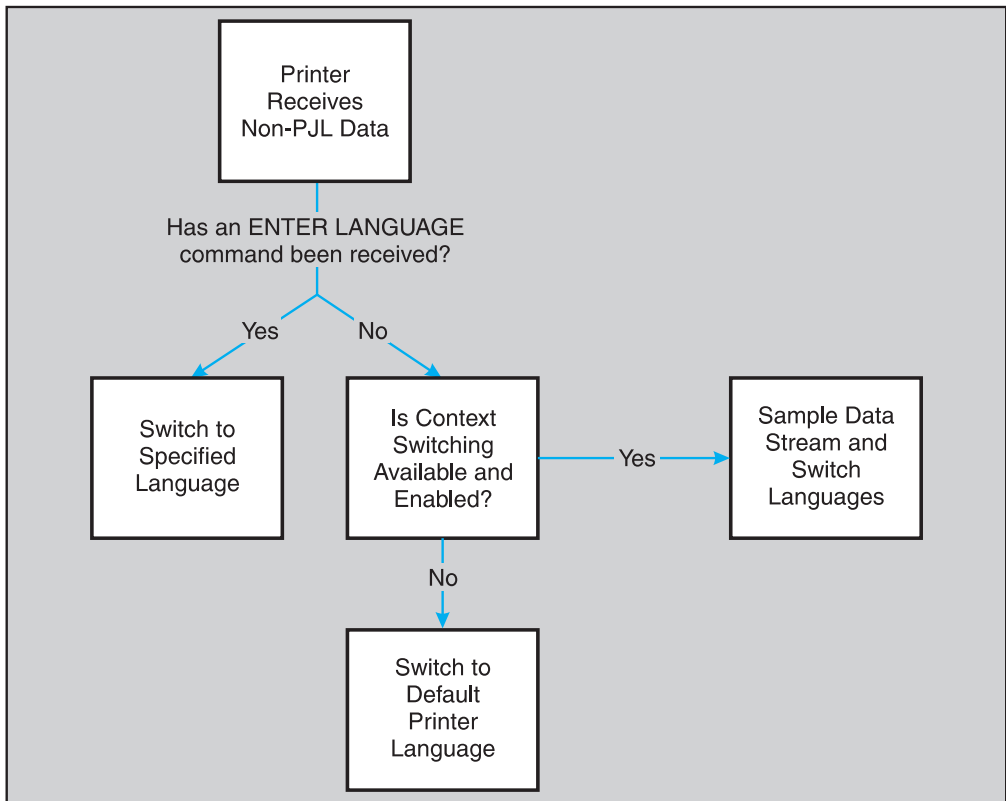 Printer
Receives
Non-PJL Data
Has an ENTER LANGUAGE
command been received?
Yes
No
Switch to
Specified
Language
Is Context
Switching
Available and
Enabled?
Yes
Sample Data
Stream and
Switch
Languages
No
Switch to
Default
Printer
Language